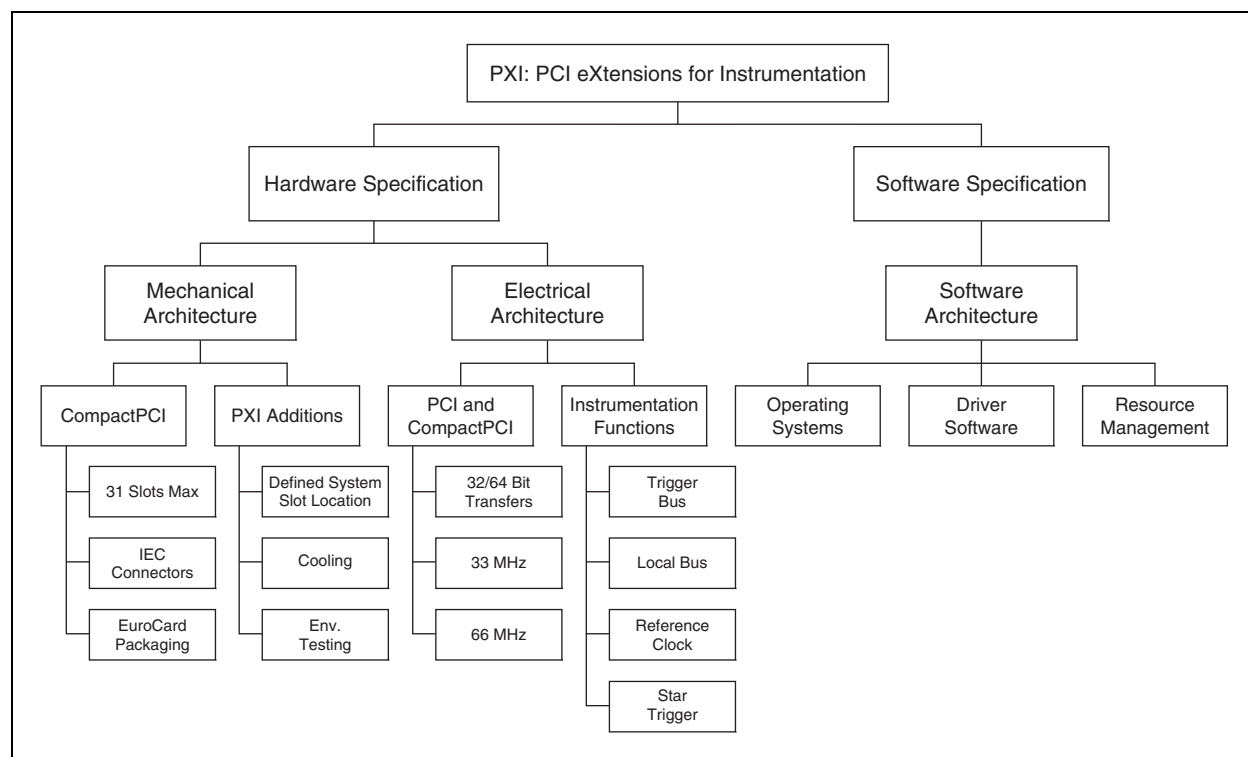 PXI: PCI eXtensions for Instrumentation
Hardware Specification
Software Specification
Mechanical
Architecture
Electrical
Architecture
Software
Architecture
CompactPCI
PXI Additions
PCI and
CompactPCI
Instrumentation
Functions
Operating
Systems
Driver
Software
Resource
Management
31 Slots Max
IEC
Connectors
EuroCard
Packaging
Defined System
Slot Location
Cooling
Env.
Testing
32/64 Bit
Transfers
33 MHz
66 MHz
Trigger
Bus
Local Bus
Reference
Clock
Star
Trigger